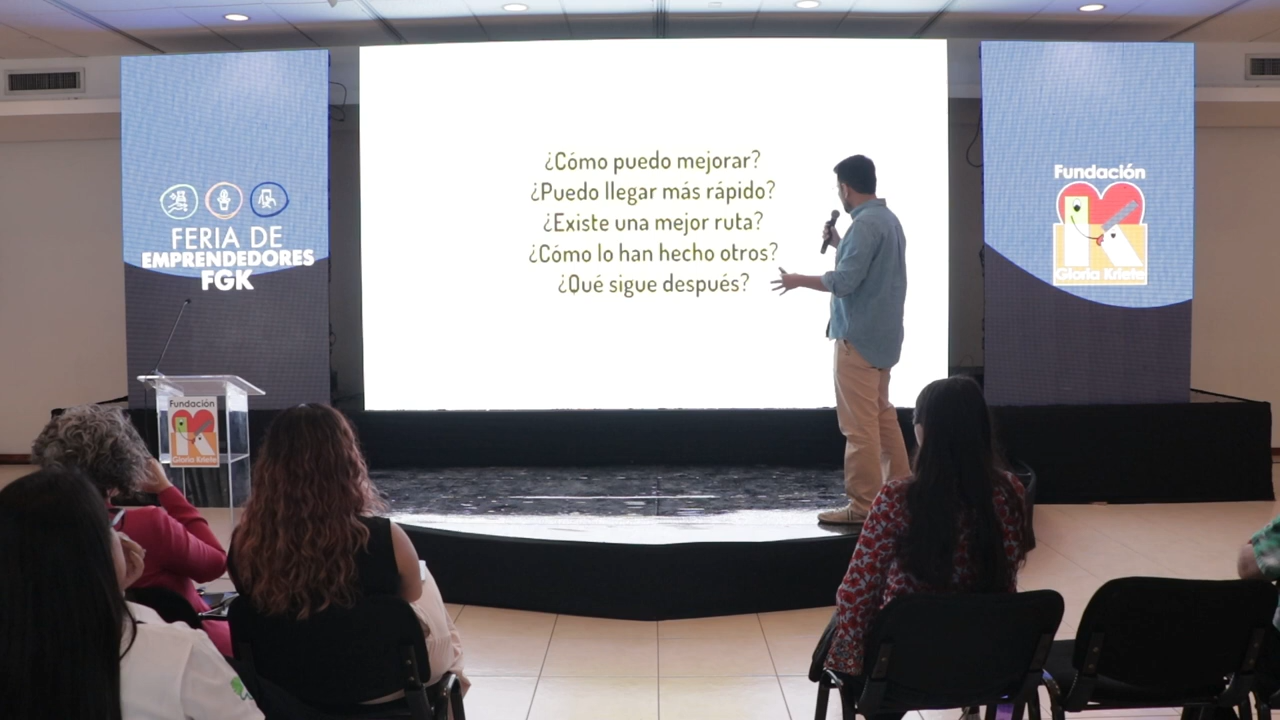 FERIA DE
EMPRENDEDORES
FGK
¿Cómo puedo mejorar?
¿Puedo llegar más rápido?
¿Existe una mejor ruta?
¿Cómo lo han hecho otros?
¿Qué sigue después?
Fundación
Gloria Kriete
Fundación
Gloria Kriete